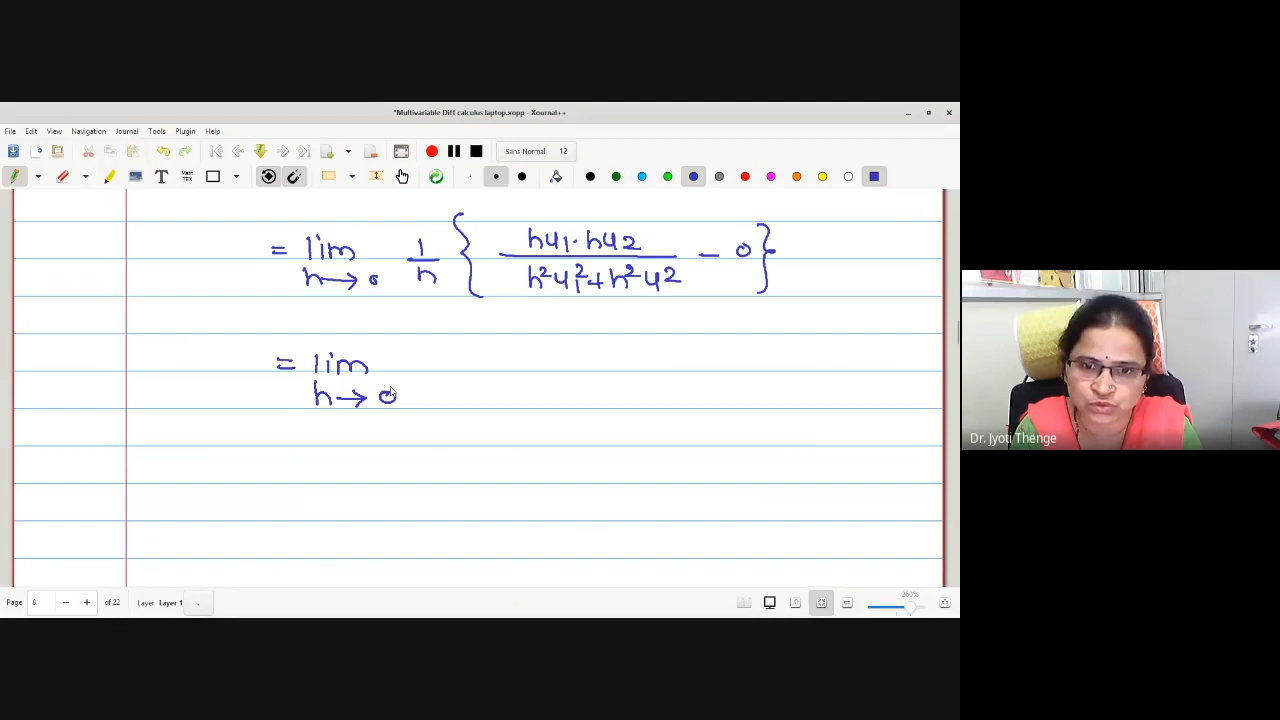 *Multivariable Diff calculus laptop.xopp - Xournal++
File Edit View Navigation Journal Tools Plugin Help
Sans Normal 12
= lim 1/h { (hu₁·hu₂)/(h²u₁²+h²u2) − 0 }
h→0
= lim
h→0
Dr. Jyoti Thenge
Page 8 of 22 Layer Layer 1